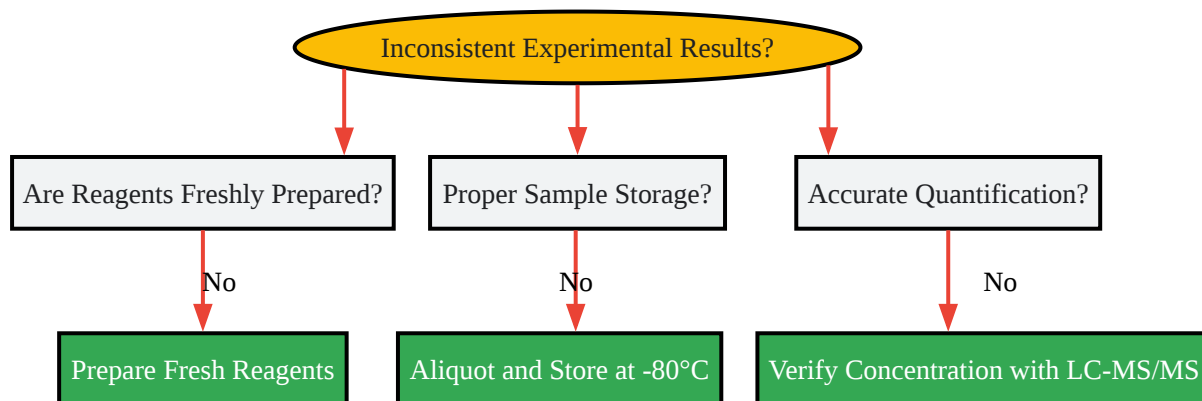 Inconsistent Experimental Results?
Are Reagents Freshly Prepared?
Proper Sample Storage?
Accurate Quantification?
No
No
No
Prepare Fresh Reagents
Aliquot and Store at -80°C
Verify Concentration with LC-MS/MS